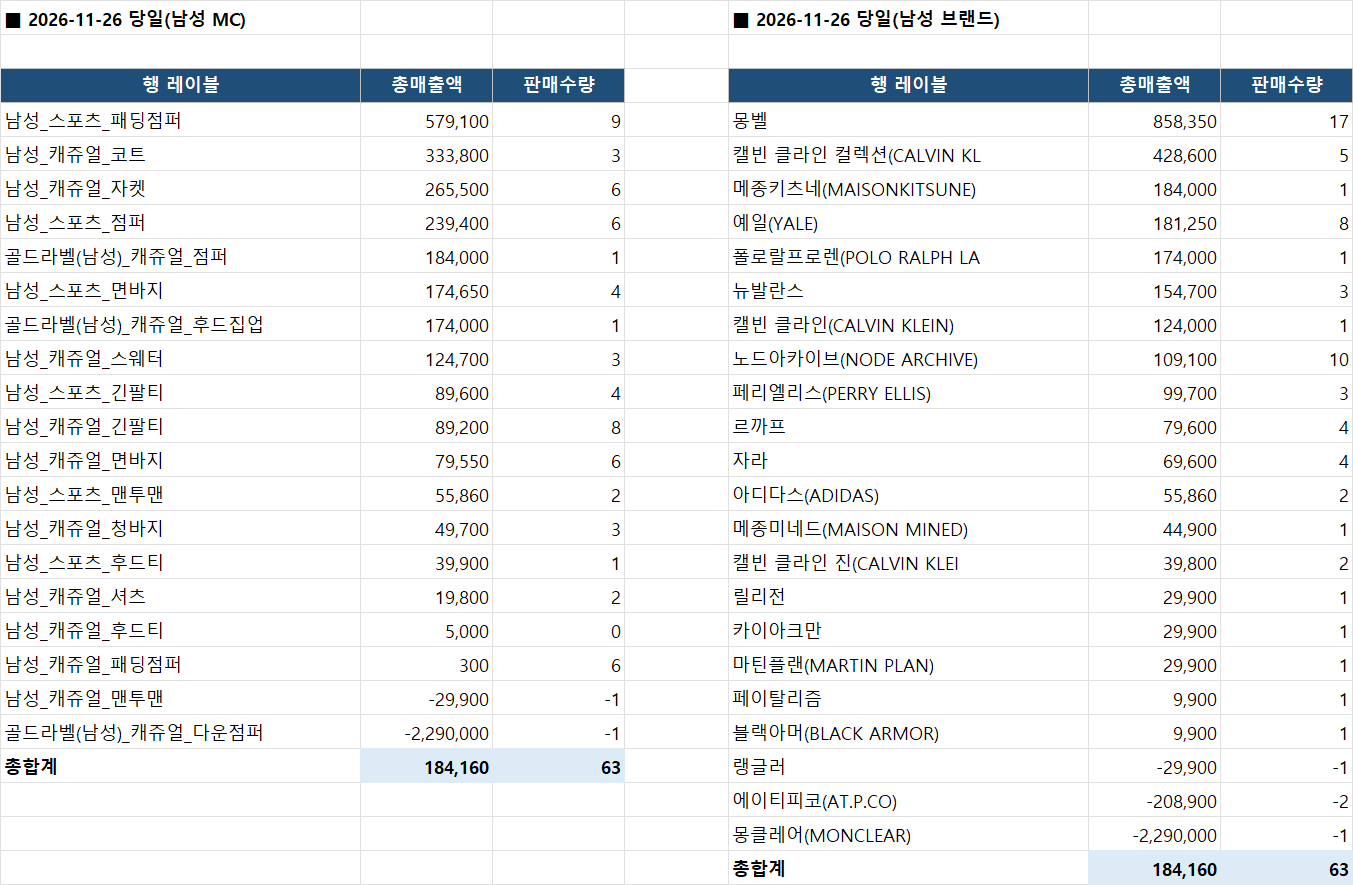 ■ 2026-11-26 당일(남성 MC)
행 레이블 총매출액 판매수량
남성_스포츠_패딩점퍼 579,100 9
남성_캐쥬얼_코트 333,800 3
남성_캐쥬얼_자켓 265,500 6
남성_스포츠_점퍼 239,400 6
골드라벨(남성)_캐쥬얼_점퍼 184,000 1
남성_스포츠_면바지 174,650 4
골드라벨(남성)_캐쥬얼_후드집업 174,000 1
남성_캐쥬얼_스웨터 124,700 3
남성_스포츠_긴팔티 89,600 4
남성_캐쥬얼_긴팔티 89,200 8
남성_캐쥬얼_면바지 79,550 6
남성_스포츠_맨투맨 55,860 2
남성_캐쥬얼_청바지 49,700 3
남성_스포츠_후드티 39,900 1
남성_캐쥬얼_셔츠 19,800 2
남성_캐쥬얼_후드티 5,000 0
남성_캐쥬얼_패딩점퍼 300 6
남성_캐쥬얼_맨투맨 -29,900 -1
골드라벨(남성)_캐쥬얼_다운점퍼 -2,290,000 -1
총합계 184,160 63
■ 2026-11-26 당일(남성 브랜드)
행 레이블 총매출액 판매수량
몽벨 858,350 17
캘빈 클라인 컬렉션(CALVIN KL 428,600 5
메종키츠네(MAISONKITSUNE) 184,000 1
예일(YALE) 181,250 8
폴로랄프로렌(POLO RALPH LA 174,000 1
뉴발란스 154,700 3
캘빈 클라인(CALVIN KLEIN) 124,000 1
노드아카이브(NODE ARCHIVE) 109,100 10
페리엘리스(PERRY ELLIS) 99,700 3
르까프 79,600 4
자라 69,600 4
아디다스(ADIDAS) 55,860 2
메종미네드(MAISON MINED) 44,900 1
캘빈 클라인 진(CALVIN KLEI 39,800 2
릴리전 29,900 1
카이아크만 29,900 1
마틴플랜(MARTIN PLAN) 29,900 1
페이탈리즘 9,900 1
블랙아머(BLACK ARMOR) 9,900 1
랭글러 -29,900 -1
에이티피코(AT.P.CO) -208,900 -2
몽클레어(MONCLEAR) -2,290,000 -1
총합계 184,160 63